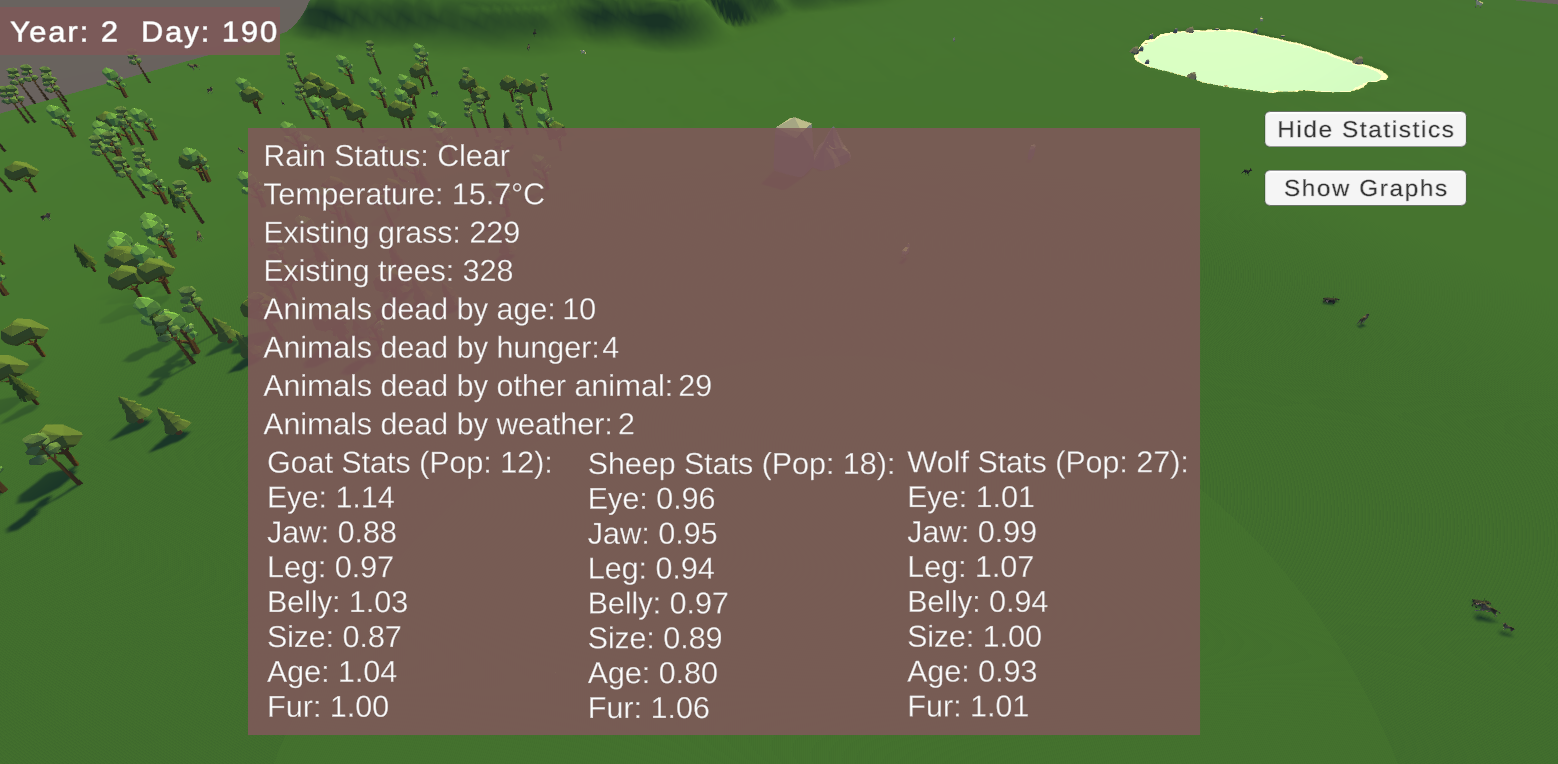 Year: 2 Day: 190
Rain Status: Clear
Hide Statistics
Temperature: 15.7°C
Show Graphs
Existing grass: 229
Existing trees: 328
Animals dead by age: 10
Animals dead by hunger: 4
Animals dead by other animal: 29
Animals dead by weather: 2
Goat Stats (Pop: 12):
Eye: 1.14
Jaw: 0.88
Leg: 0.97
Belly: 1.03
Size: 0.87
Age: 1.04
Fur: 1.00
Sheep Stats (Pop: 18):
Eye: 0.96
Jaw: 0.95
Leg: 0.94
Belly: 0.97
Size: 0.89
Age: 0.80
Fur: 1.06
Wolf Stats (Pop: 27):
Eye: 1.01
Jaw: 0.99
Leg: 1.07
Belly: 0.94
Size: 1.00
Age: 0.93
Fur: 1.01